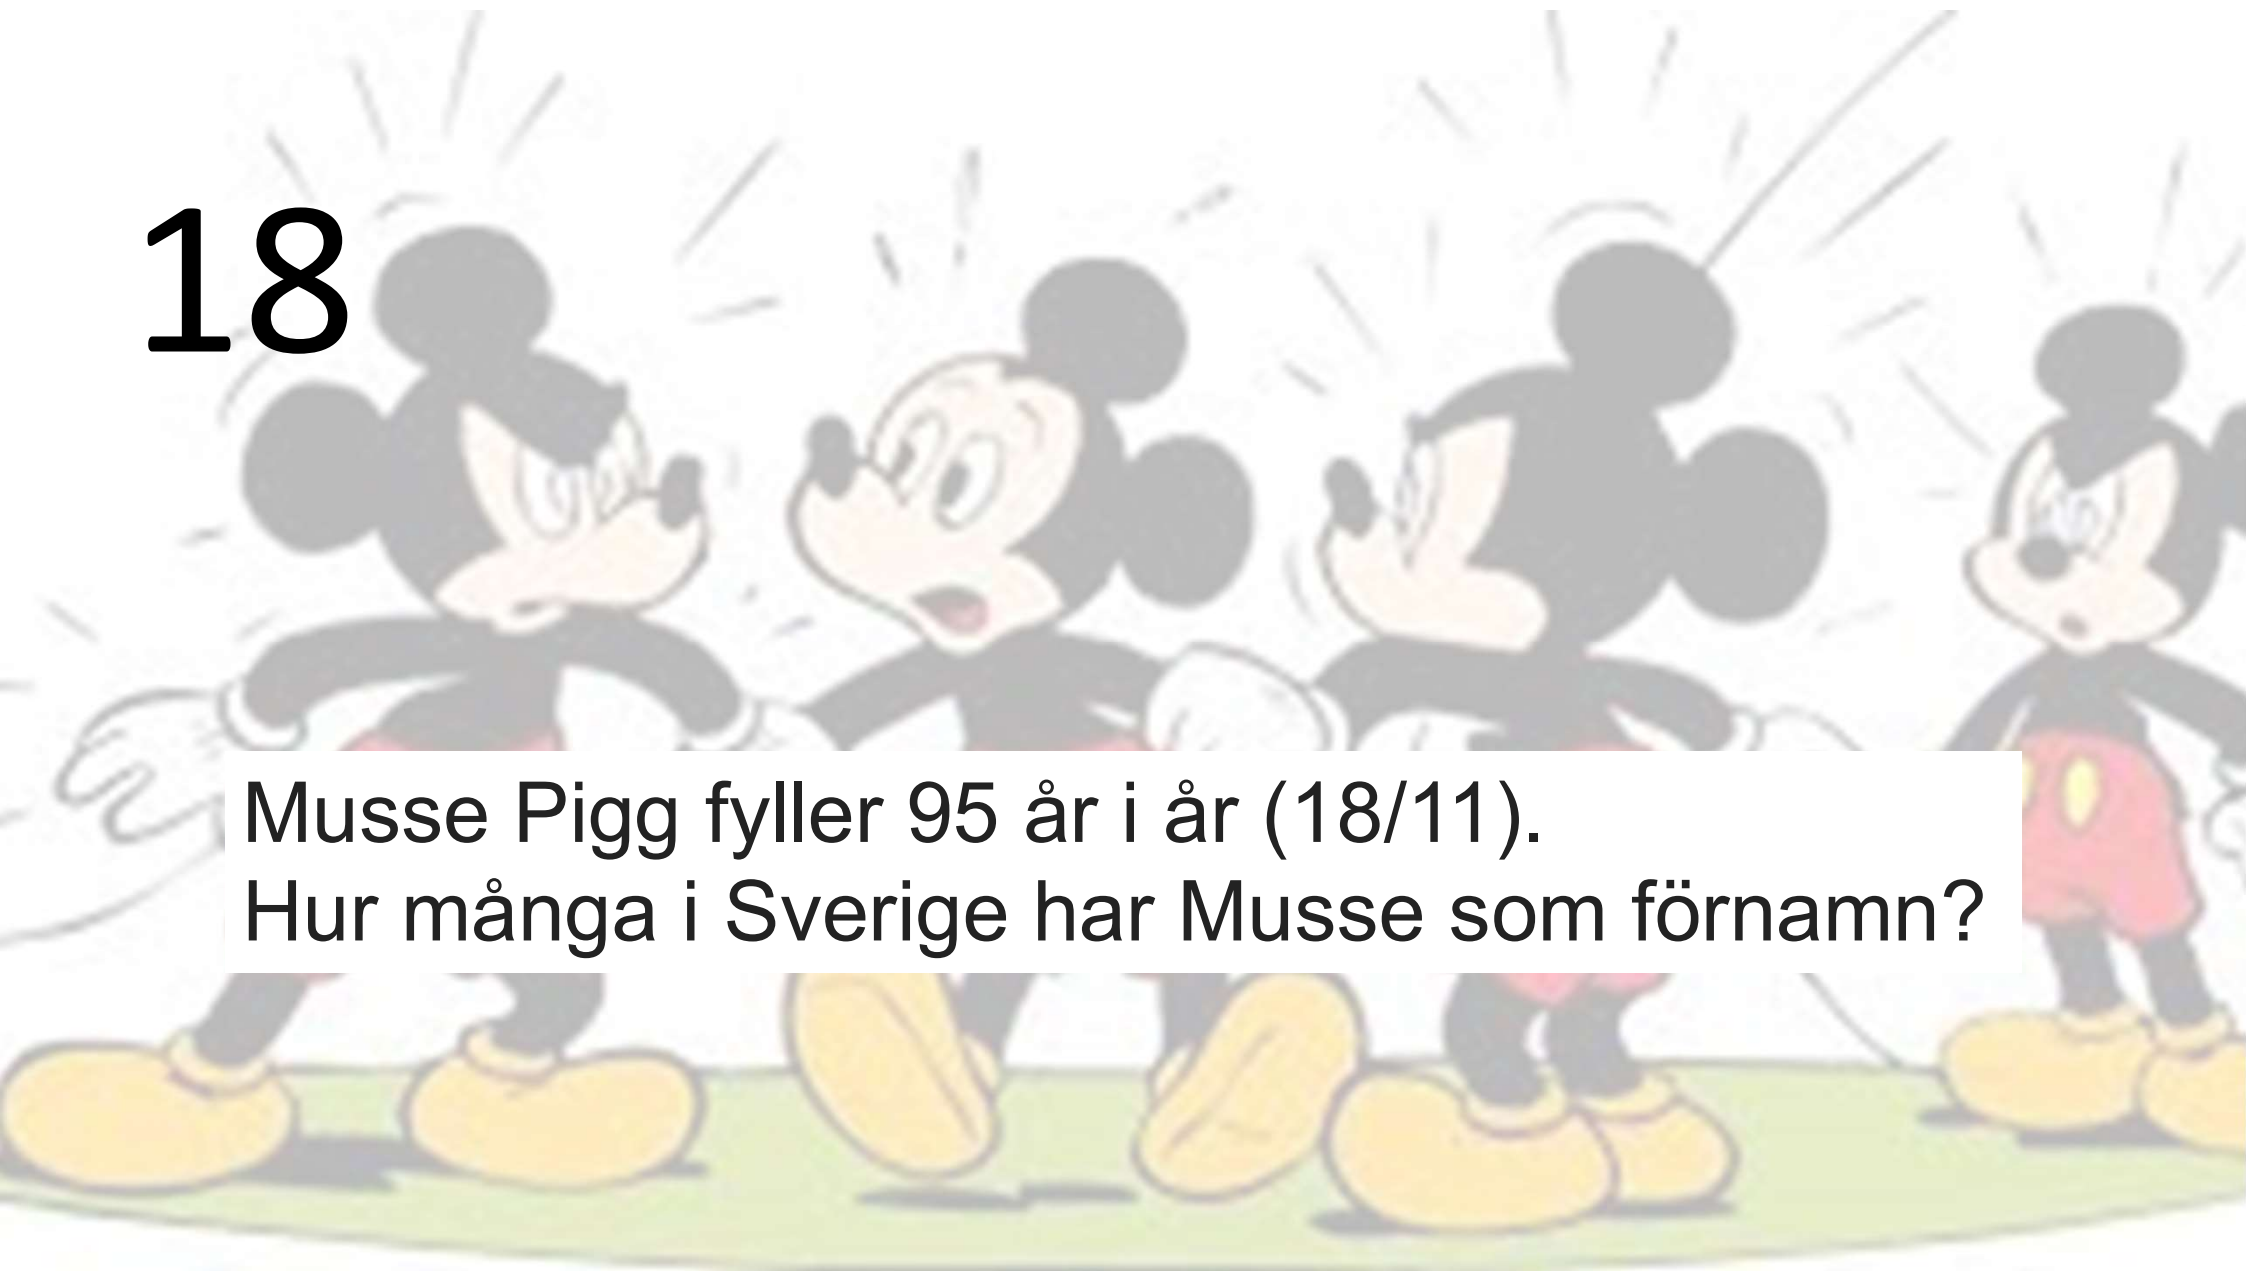 18
Musse Pigg fyller 95 år i år (18/11).
Hur många i Sverige har Musse som förnamn?